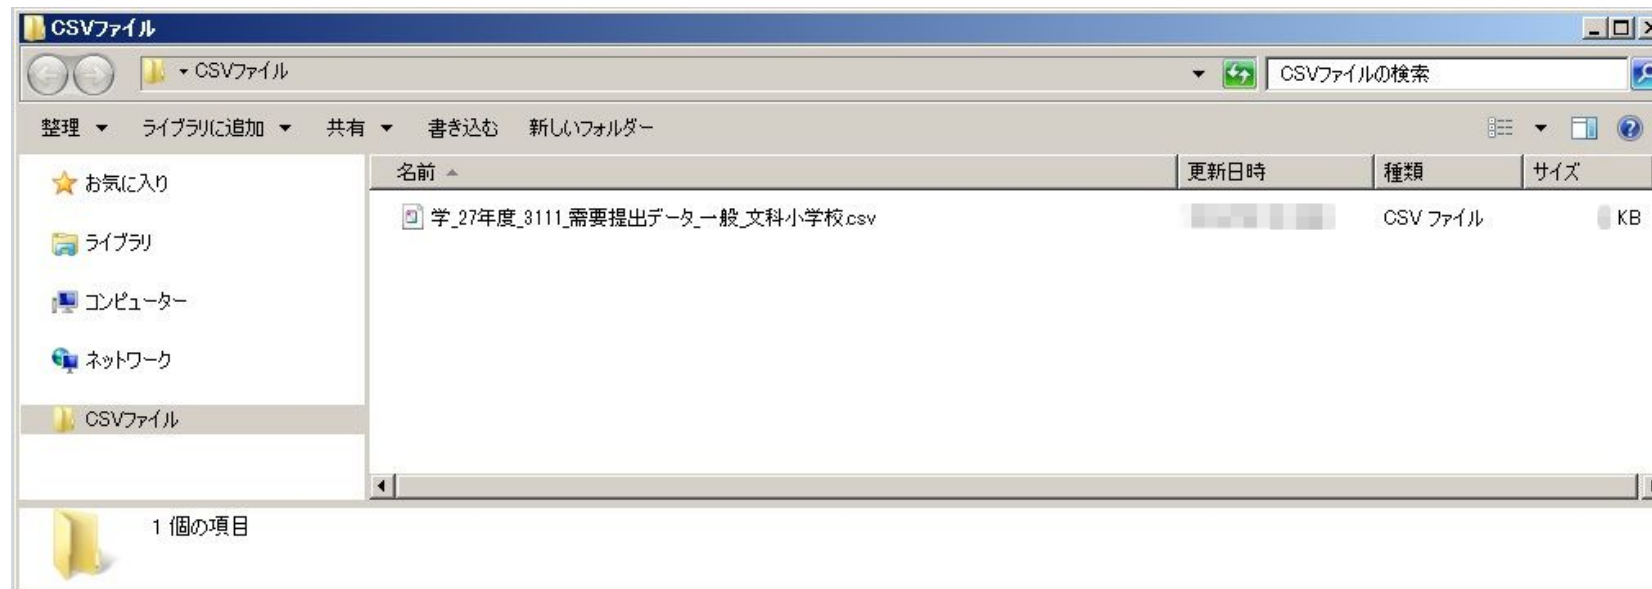 CSVファイル
CSVファイル
CSVファイルの検索
整理 ライブラリに追加 共有 書き込む 新しいフォルダー
名前 更新日時 種類 サイズ
お気に入り
学_27年度_3111_需要提出データ_一般_文科小学校.csv CSV ファイル KB
ライブラリ
コンピューター
ネットワーク
CSVファイル
1 個の項目